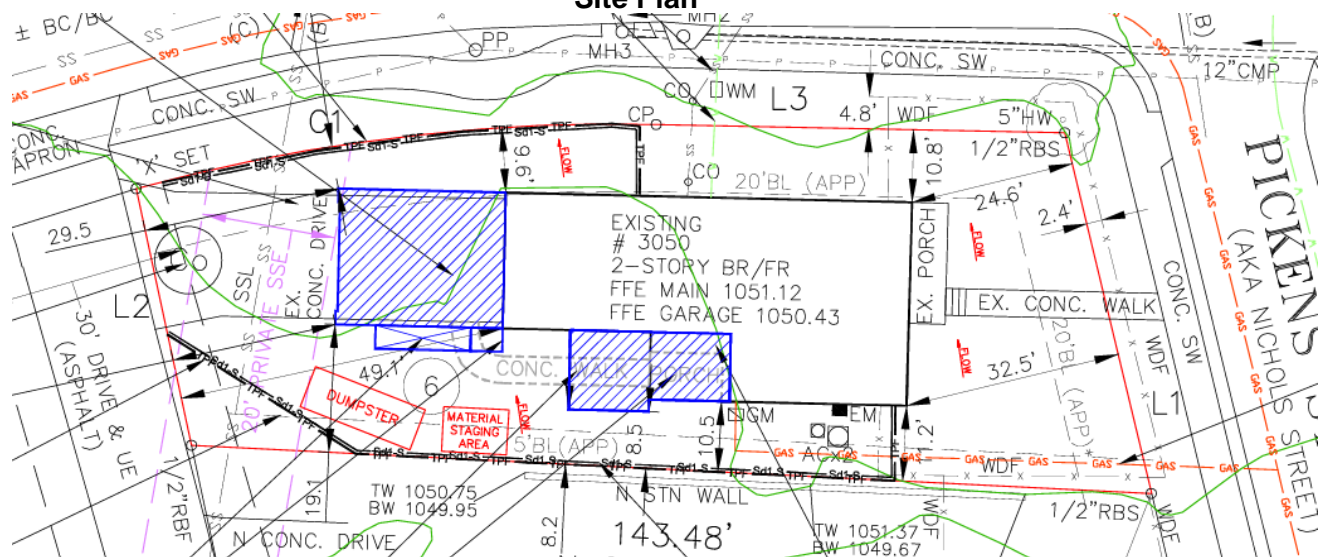 Site Plan
± BC/BC
(C)
(B)
PP
MH2
MH3
CONC. SW
12"CMP
SS
GAS
CONC. SW
CONC.
APRON
'X' SET
C1
CO
WM
L3
CP
4.8'
WDF
5"HW
1/2"RBS
TPF
Sd1-S
9.6'
FLOW
CO
20'BL (APP)
10.8'
24.6'
2.4'
PICKENS
(AKA NICHOLS STREET)
29.5
EX.
CONC. DRIVE
SSL
20' PRIVATE SSE
L2
30' DRIVE & UE
(ASPHALT)
EXISTING
# 3050
2-STOPY BR/FR
FFE MAIN 1051.12
FFE GARAGE 1050.43
EX. PORCH
FLOW
EX. CONC. WALK
CONC. SW
WDF
20'BL (APP)*
32.5'
FLOW
L1
49.1'
6
CONC. WALK
PORCH
DUMPSTER
MATERIAL
STAGING
AREA
FLOW
5'BL(APP)
8.5
10.5
GM
EM
ACx2
11.2'
GAS
WDF
1/2"RBF
19.1
TW 1050.75
BW 1049.95
N STN WALL
8.2
143.48'
TW 1051.37
BW 1049.67
WDF
1/2"RBS
WDF
N CONC. DRIVE